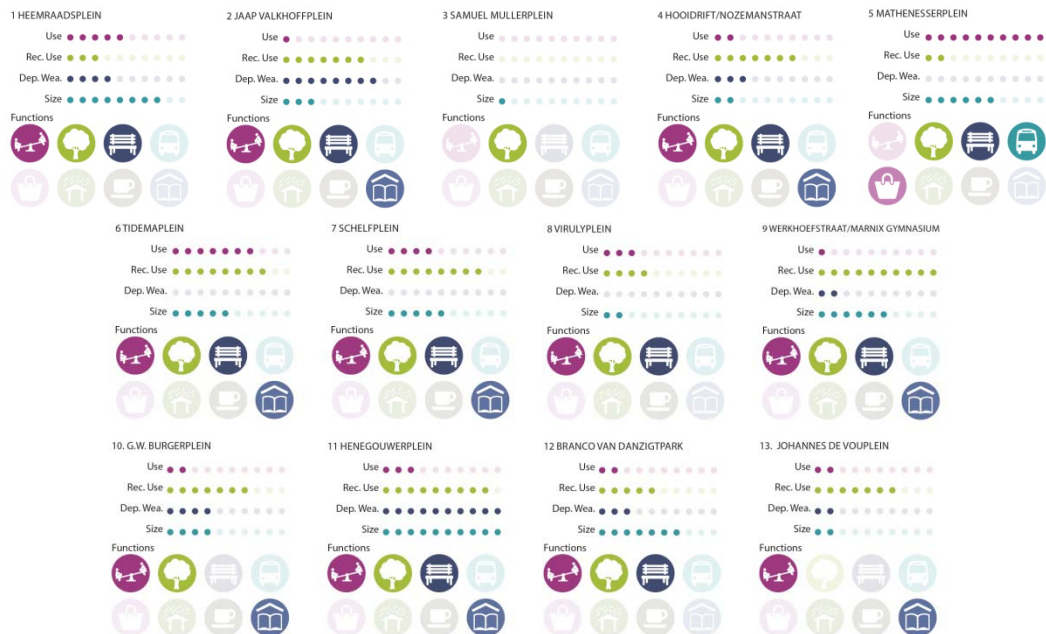 1 HEEMRAADSPLEIN
Use
Rec. Use
Dep. Wea.
Size
Functions
2 JAAP VALKHOFFPLEIN
Use
Rec. Use
Dep. Wea.
Size
Functions
3 SAMUEL MULLERPLEIN
Use
Rec. Use
Dep. Wea.
Size
Functions
4 HOOIDRIFT/NOZEMANSTRAAT
Use
Rec. Use
Dep. Wea.
Size
Functions
5 MATHENESSERPLEIN
Use
Rec. Use
Dep. Wea.
Size
Functions
6 TIDEMAPLEIN
Use
Rec. Use
Dep. Wea.
Size
Functions
7 SCHELFPLEIN
Use
Rec. Use
Dep. Wea.
Size
Functions
8 VIRULYPLEIN
Use
Rec. Use
Dep. Wea.
Size
Functions
9 WERKHOEFSTRAAT/MARNIX GYMNASIUM
Use
Rec. Use
Dep. Wea.
Size
Functions
10. G.W. BURGERPLEIN
Use
Rec. Use
Dep. Wea.
Size
Functions
11 HENEGOUWERPLEIN
Use
Rec. Use
Dep. Wea.
Size
Functions
12 BRANCO VAN DANZIGTPARK
Use
Rec. Use
Dep. Wea.
Size
Functions
13. JOHANNES DE VOUPLEIN
Use
Rec. Use
Dep. Wea.
Size
Functions